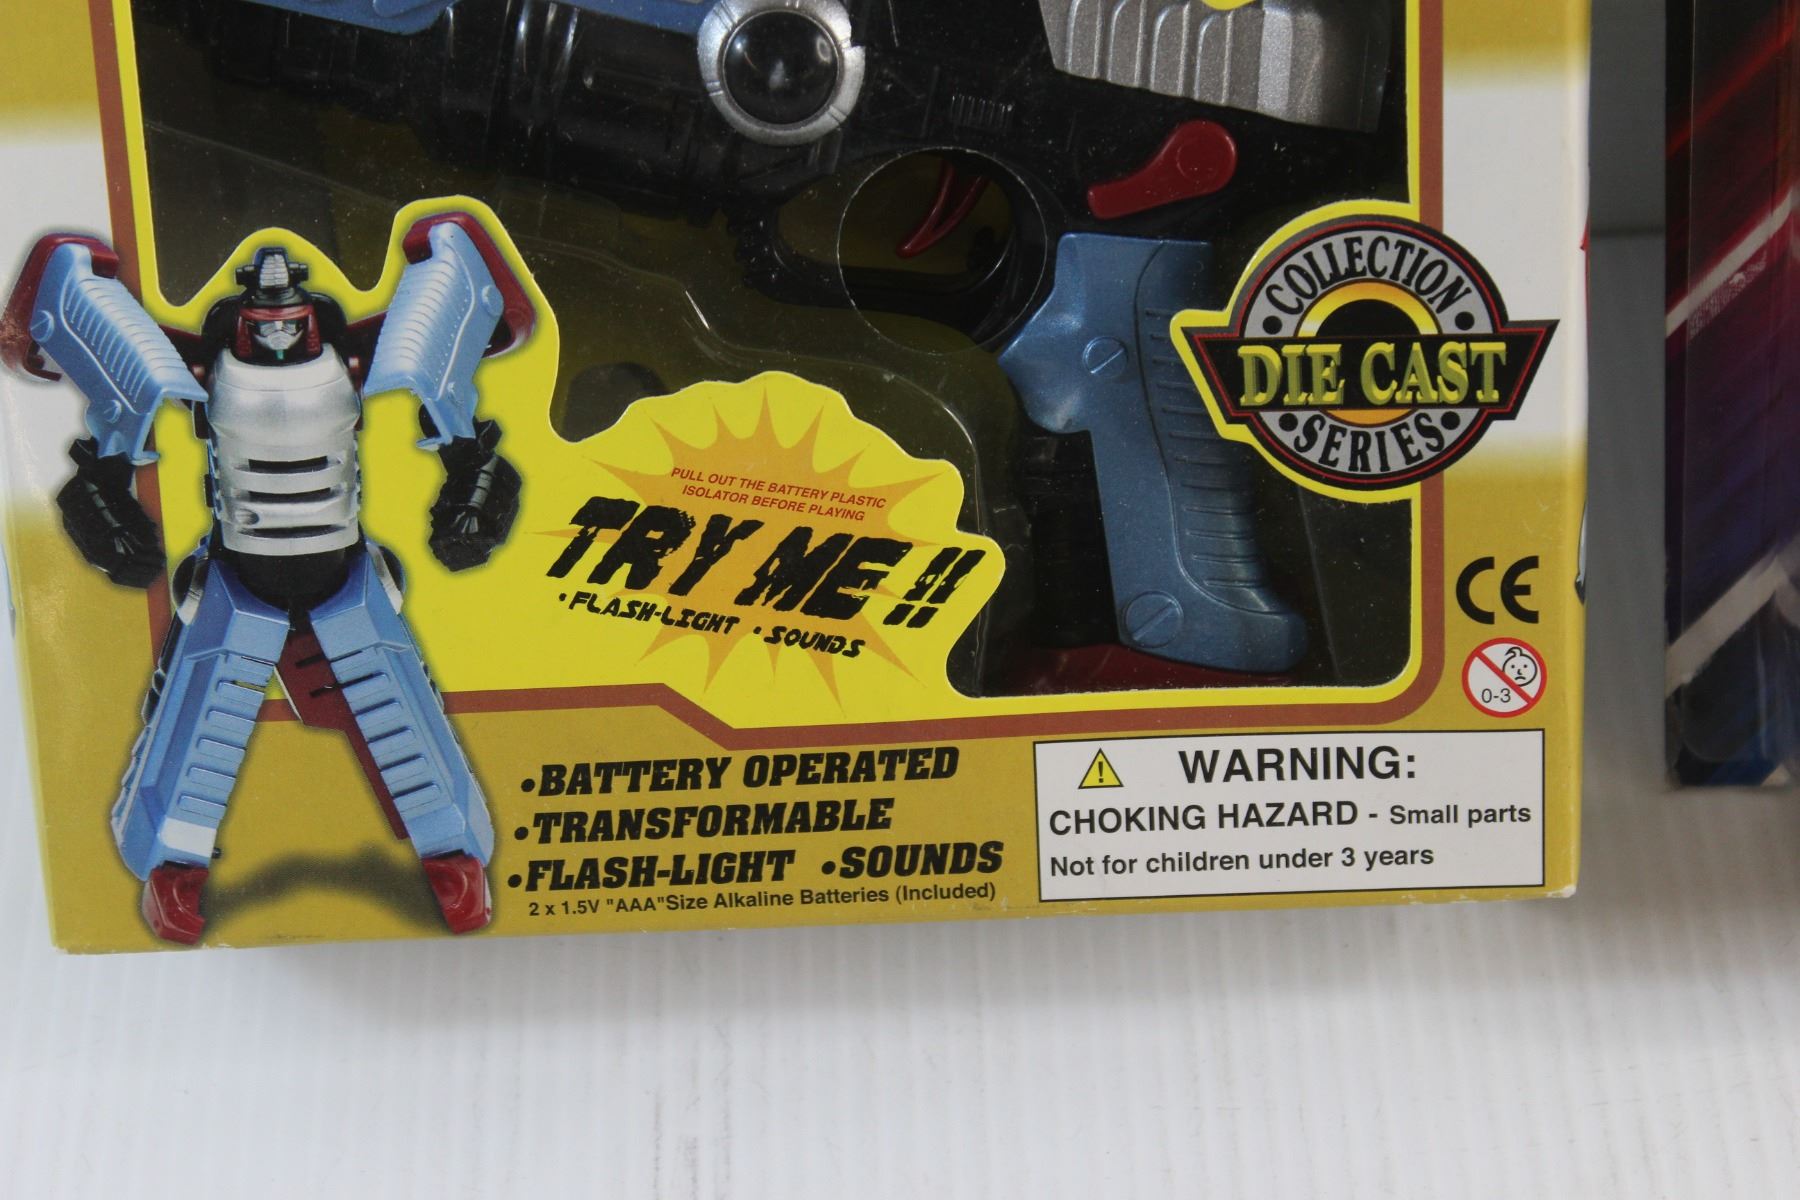 COLLECTION
DIE CAST
•SERIES•
PULL OUT THE BATTERY PLASTIC
ISOLATOR BEFORE PLAYING
TRY ME!!
•FLASH-LIGHT •SOUNDS
CE
0-3
•BATTERY OPERATED
•TRANSFORMABLE
•FLASH-LIGHT •SOUNDS
2 x 1.5V "AAA"Size Alkaline Batteries (Included)
WARNING:
CHOKING HAZARD - Small parts
Not for children under 3 years